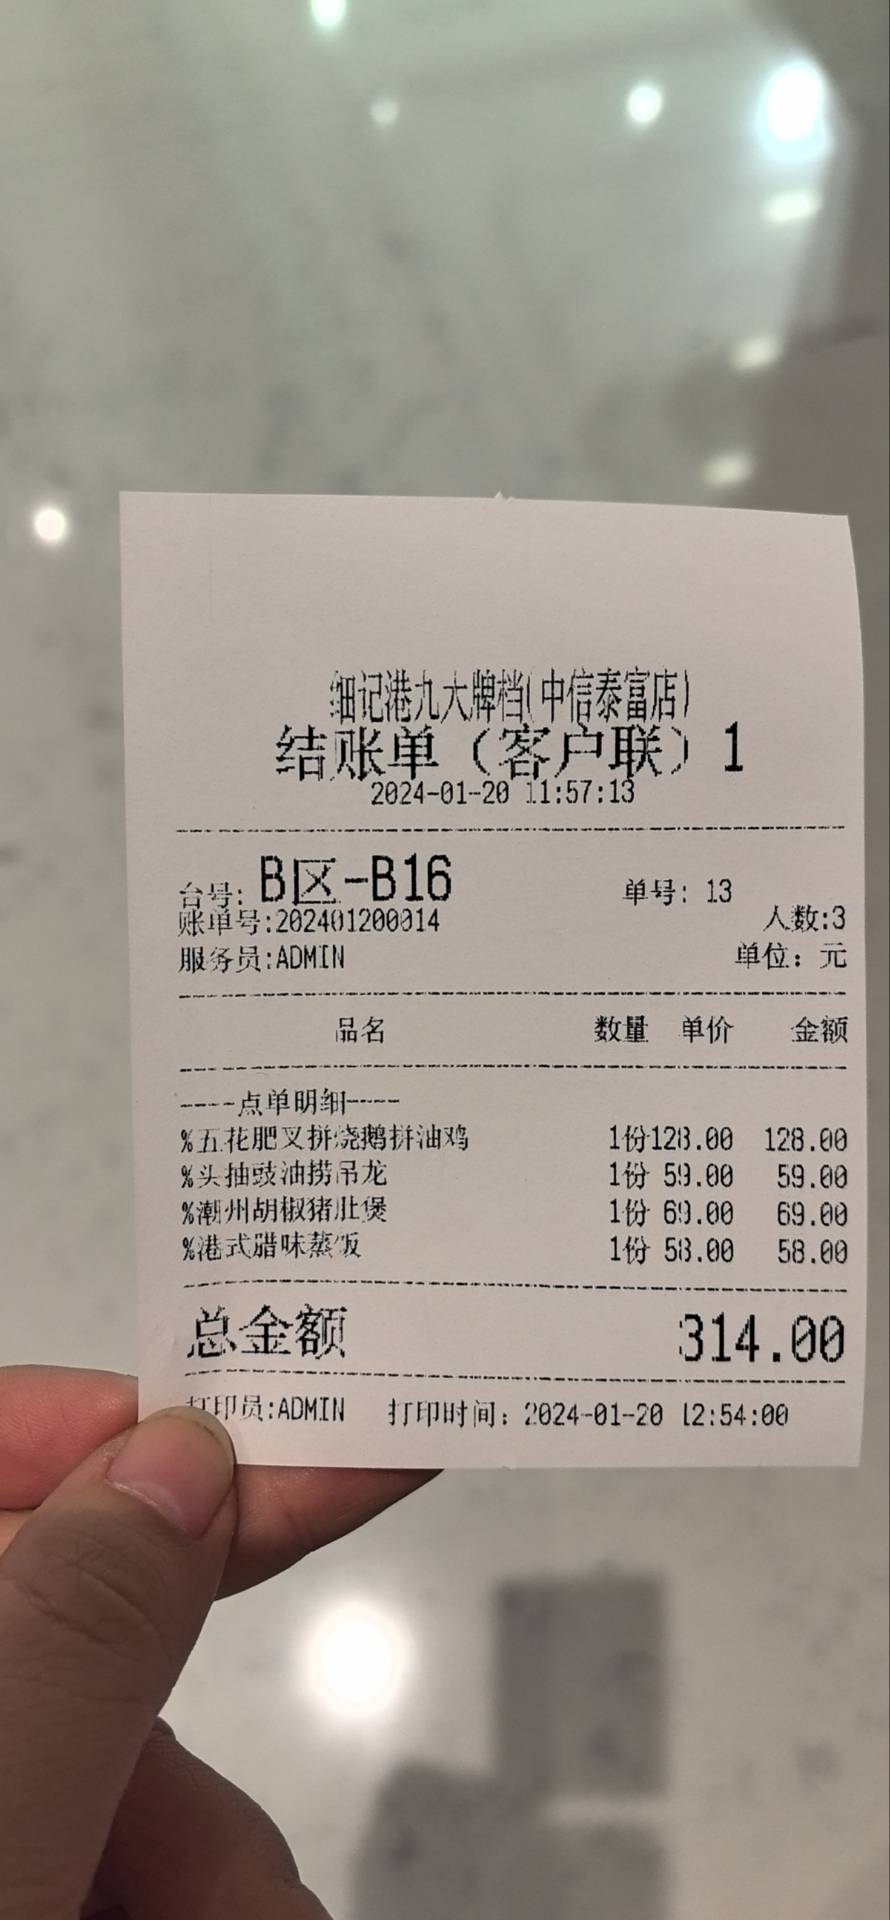 细记港九大牌档(中信泰富店)
结账单（客户联）1
2024-01-20 11:57:13
台号: B区-B16 单号: 13
账单号:202401200014 人数:3
服务员:ADMIN 单位: 元
品名 数量 单价 金额
----点单明细----
%五花肥叉拼烧鹅拼油鸡 1份128.00 128.00
%头抽豉油捞吊龙 1份 59.00 59.00
%潮州胡椒猪肚煲 1份 69.00 69.00
%港式腊味蒸饭 1份 58.00 58.00
总金额 314.00
打印员:ADMIN 打印时间: 2024-01-20 12:54:00